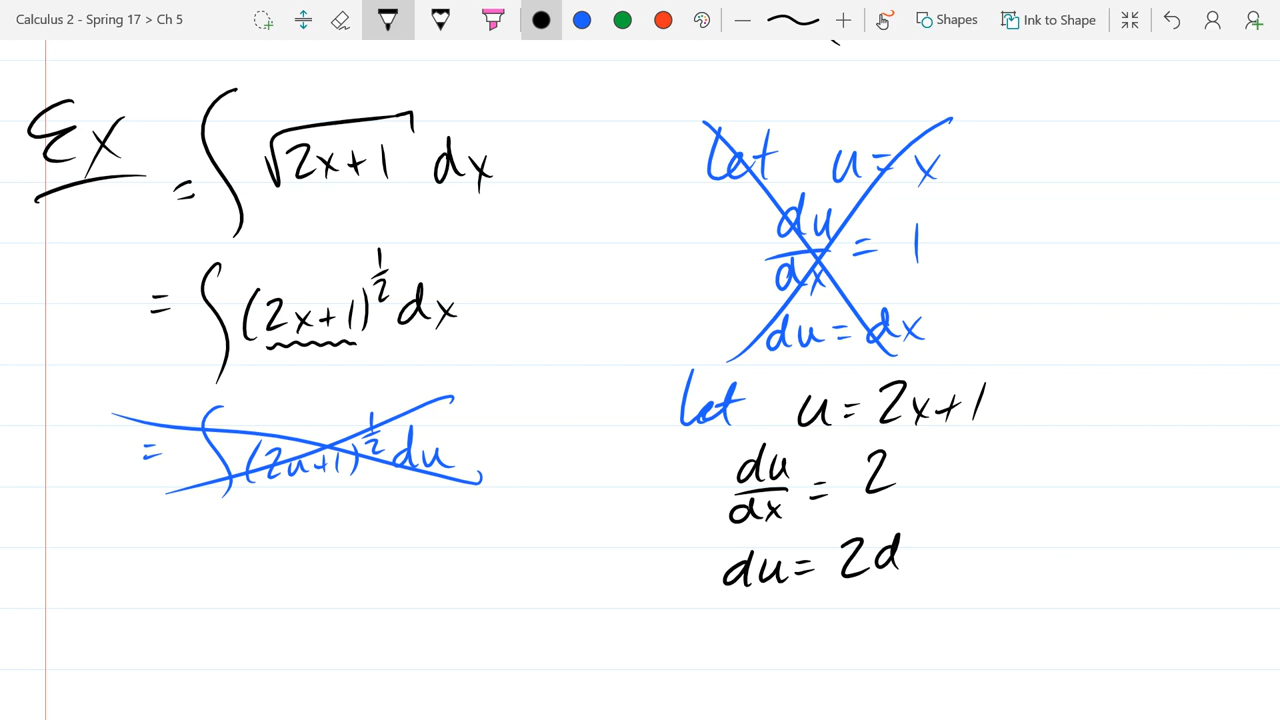 Calculus 2 - Spring 17 > Ch 5
Shapes
Ink to Shape
Ex = ∫ √2x+1 dx
= ∫ (2x+1)^1/2 dx
= ∫ (2u+1)^1/2 du
let u = x
du/dx = 1
du = dx
let u = 2x+1
du/dx = 2
du = 2d